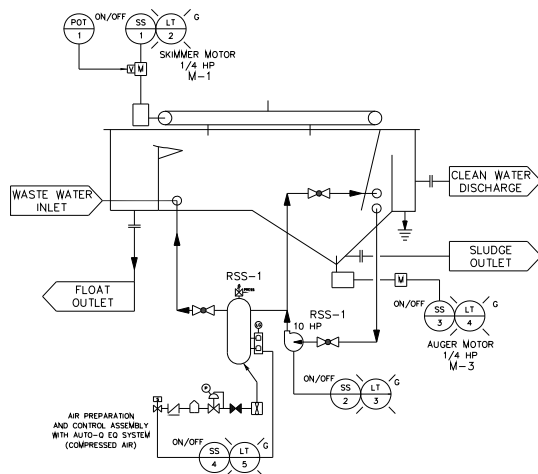 POT
1
ON/OFF
SS
1
LT
2
G
SKIMMER MOTOR
1/4 HP
M-1
V
M
WASTE WATER
INLET
CLEAN WATER
DISCHARGE
SLUDGE
OUTLET
FLOAT
OUTLET
RSS-1
RSS-1
10 HP
M
ON/OFF
SS
3
LT
4
G
AUGER MOTOR
1/4 HP
M-3
ON/OFF
SS
2
LT
3
G
AIR PREPARATION
AND CONTROL ASSEMBLY
WITH AUTO-Q EQ SYSTEM
(COMPRESSED AIR)
ON/OFF
SS
4
LT
5
G